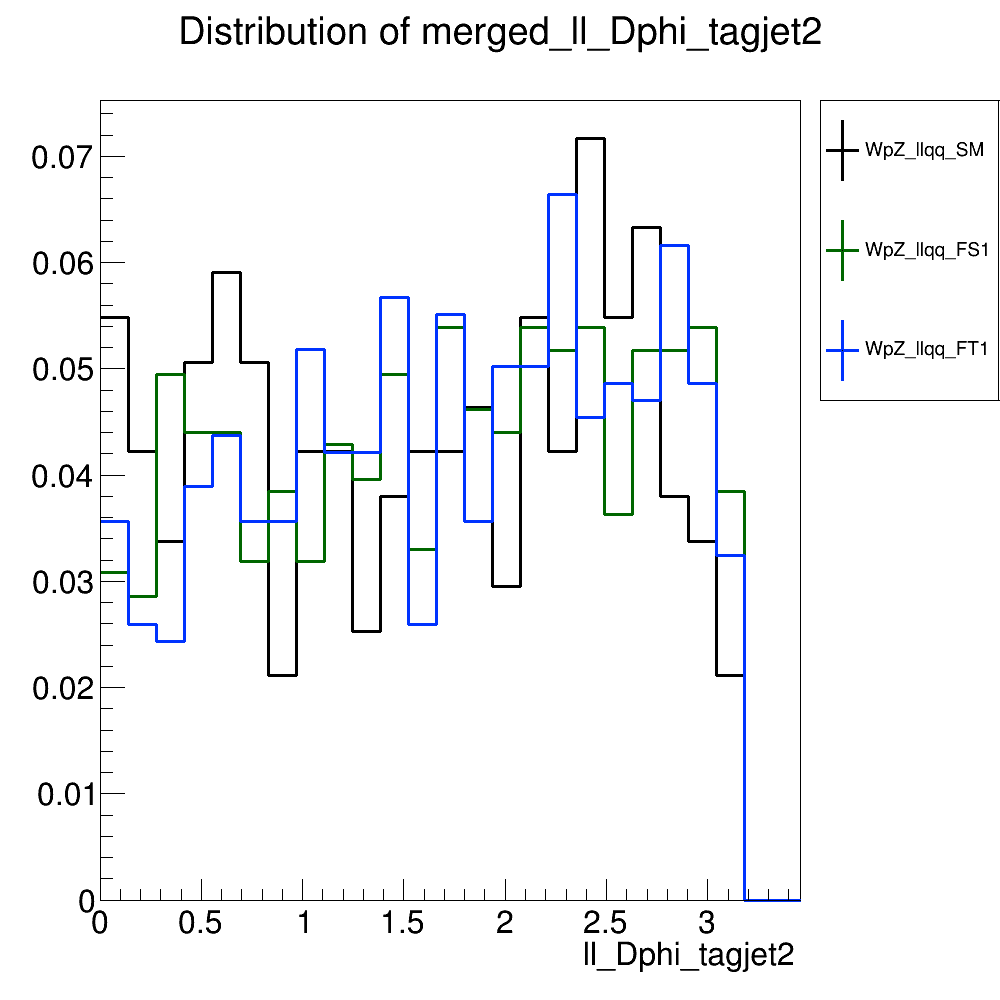 Distribution of merged_ll_Dphi_tagjet2
0.07
0.06
0.05
0.04
0.03
0.02
0.01
0
0 0.5 1 1.5 2 2.5 3
ll_Dphi_tagjet2
WpZ_llqq_SM
WpZ_llqq_FS1
WpZ_llqq_FT1